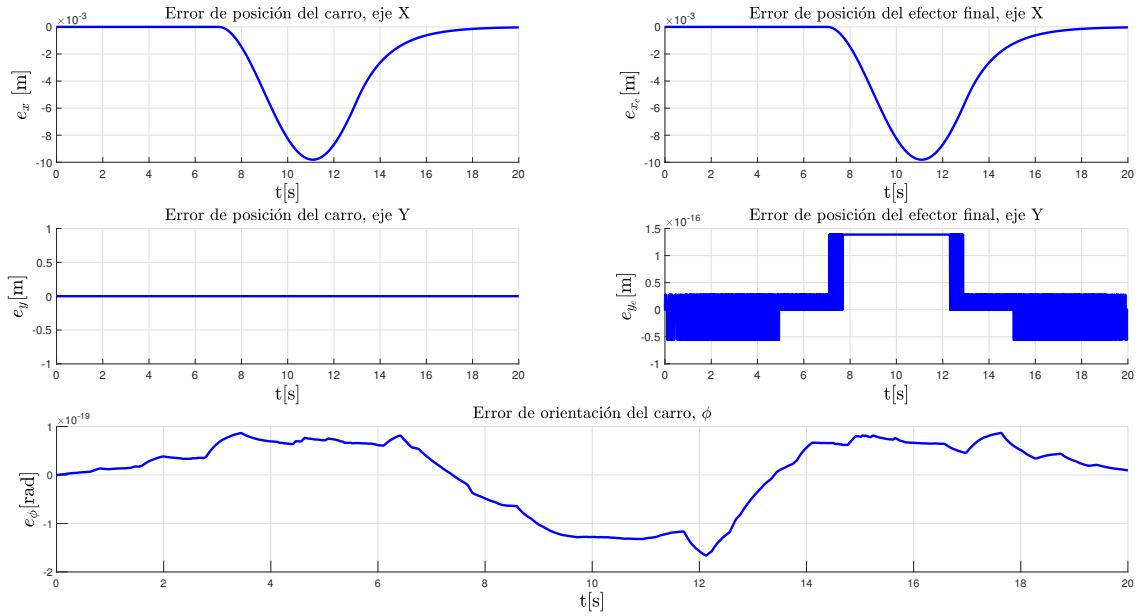 Error de posición del carro, eje X
×10⁻³
0
-2
-4
-6
-8
-10
e_x [m]
0 2 4 6 8 10 12 14 16 18 20
t[s]
Error de posición del efector final, eje X
×10⁻³
0
-2
-4
-6
-8
-10
e_{x_e}[m]
0 2 4 6 8 10 12 14 16 18 20
t[s]
Error de posición del carro, eje Y
1
0.5
0
-0.5
-1
e_y[m]
0 2 4 6 8 10 12 14 16 18 20
t[s]
Error de posición del efector final, eje Y
×10⁻¹⁶
1.5
1
0.5
0
-0.5
-1
e_{y_e}[m]
0 2 4 6 8 10 12 14 16 18 20
t[s]
Error de orientación del carro, ϕ
×10⁻¹⁹
1
0
-1
-2
e_ϕ[rad]
0 2 4 6 8 10 12 14 16 18 20
t[s]